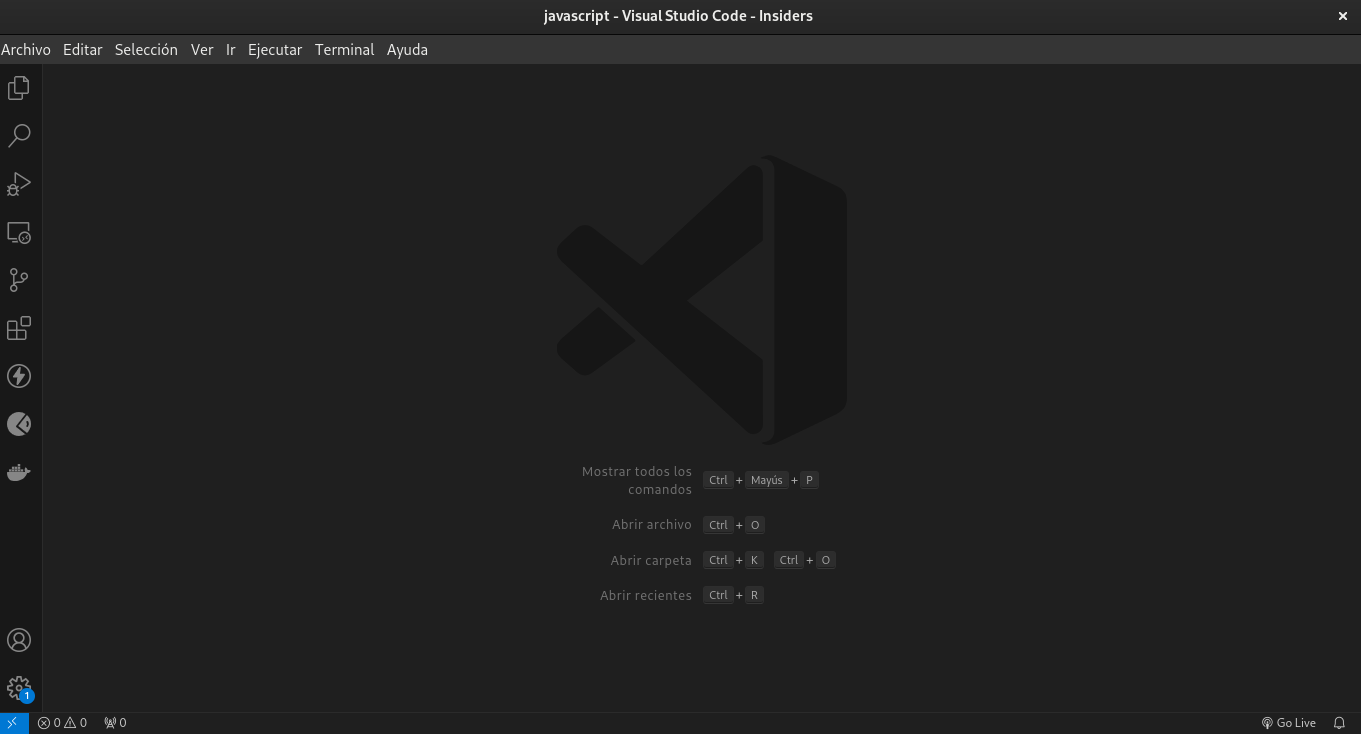 javascript - Visual Studio Code - Insiders
Archivo Editar Selección Ver Ir Ejecutar Terminal Ayuda
Mostrar todos los
comandos Ctrl + Mayús + P
Abrir archivo Ctrl + O
Abrir carpeta Ctrl + K Ctrl + O
Abrir recientes Ctrl + R
1
0 0 0 Go Live